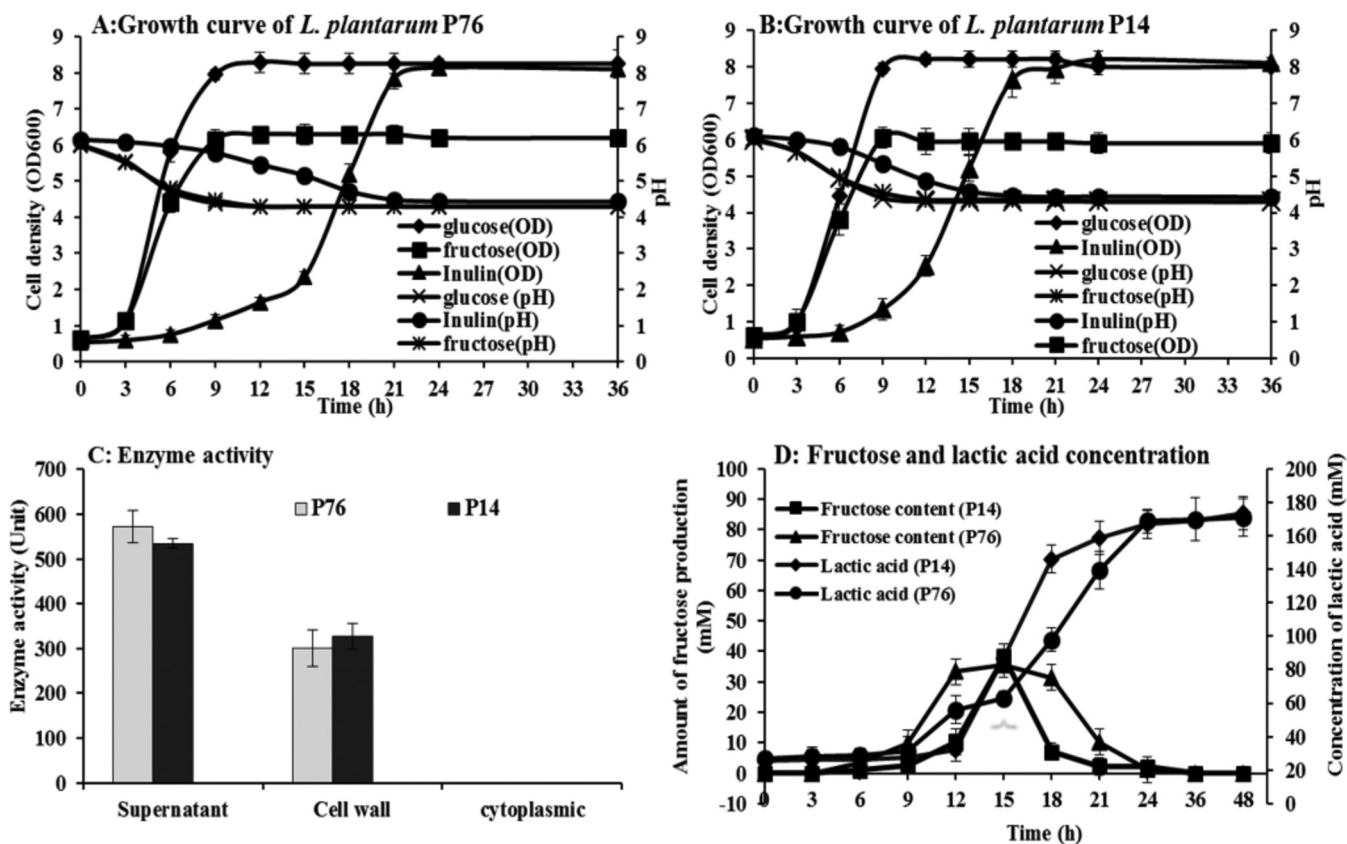 A:Growth curve of L. plantarum P76
9
8
7
6
5
4
3
2
1
0
Cell density (OD600)
9
8
7
6
5
4
3
2
1
0
pH
glucose(OD)
fructose(OD)
Inulin(OD)
glucose (pH)
Inulin(pH)
fructose(pH)
0 3 6 9 12 15 18 21 24 27 30 33 36
Time (h)
B:Growth curve of L. plantarum P14
9
8
7
6
5
4
3
2
1
0
Cell density (OD600)
9
8
7
6
5
4
3
2
1
0
pH
glucose(OD)
Inulin(OD)
glucose (pH)
fructose(pH)
Inulin(pH)
fructose(OD)
0 3 6 9 12 15 18 21 24 27 30 33 36
Time (h)
C: Enzyme activity
700
600
500
400
300
200
100
0
Enzyme activity (Unit)
P76 P14
Supernatant Cell wall cytoplasmic
D: Fructose and lactic acid concentration
100
90
80
70
60
50
40
30
20
10
0
-10
Amount of fructose production
(mM)
200
180
160
140
120
100
80
60
40
20
0
Concentration of lactic acid (mM)
Fructose content (P14)
Fructose content (P76)
Lactic acid (P14)
Lactic acid (P76)
0 3 6 9 12 15 18 21 24 36 48
Time (h)